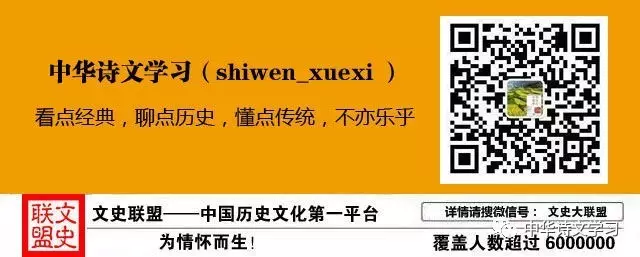 中华诗文学习（shiwen_xuexi ）
看点经典，聊点历史，懂点传统，不亦乐乎
文史联盟
文史联盟——中国历史文化第一平台
详情请搜微信号： 文史大联盟
为情怀而生！
中华诗文学习
覆盖人数超过 6000000